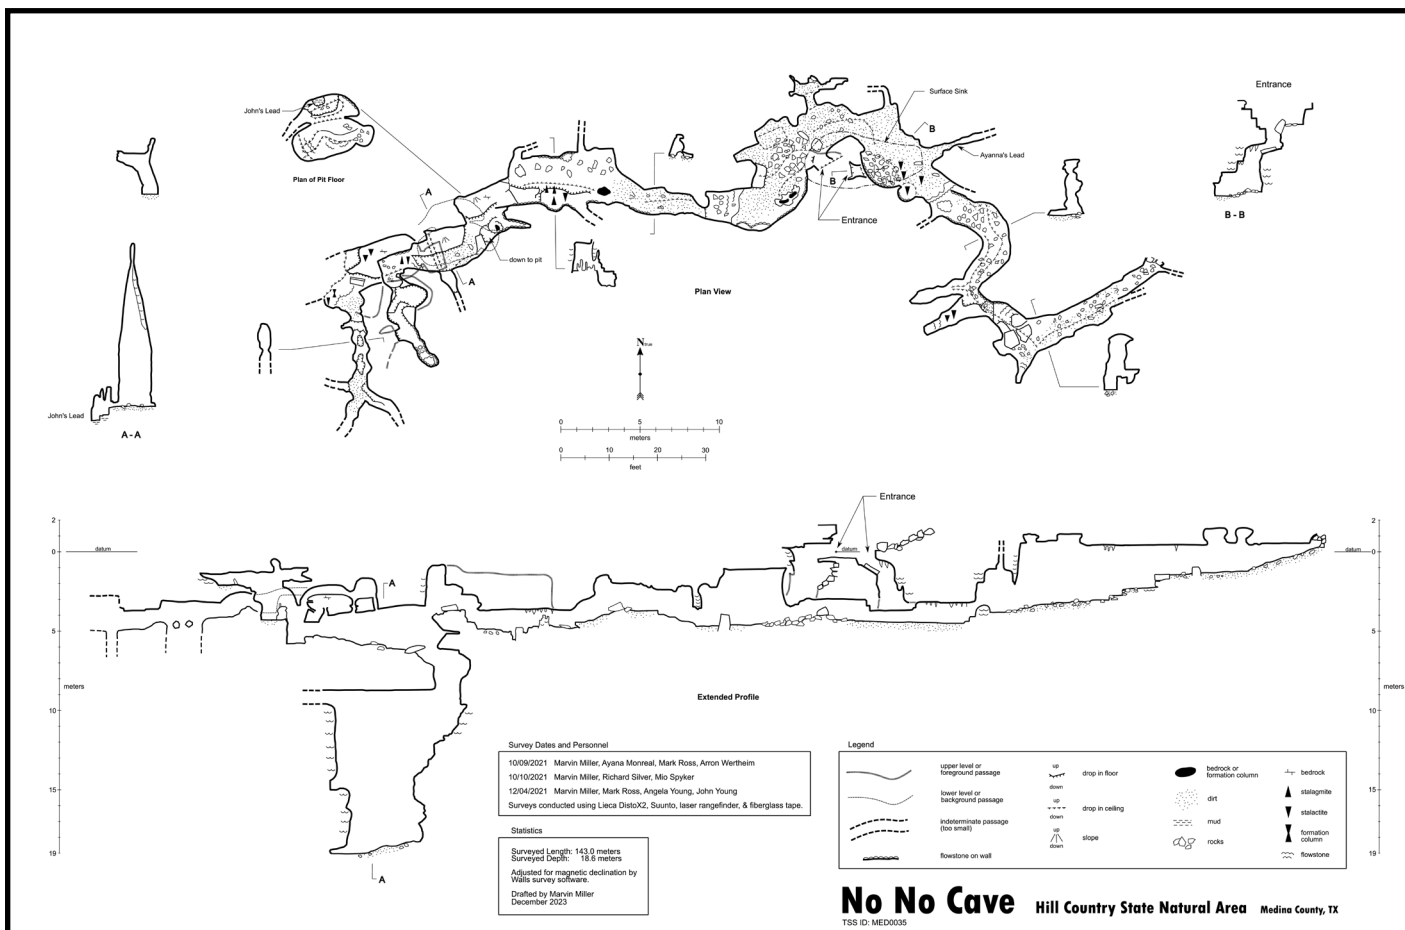 Entrance
John's Lead
Surface Sink
B
Ayanna's Lead
Plan of Pit Floor
A
B
B - B
Entrance
down to pit
A
Plan View
N true
John's Lead
A - A
0 5 10
meters
0 10 20 30
feet
Entrance
2 2
datum datum datum
0 0
A
5 5
meters meters
Extended Profile
10 10
15 15
19 19
A
Survey Dates and Personnel
10/09/2021 Marvin Miller, Ayana Monreal, Mark Ross, Arron Wertheim
10/10/2021 Marvin Miller, Richard Silver, Mio Spyker
12/04/2021 Marvin Miller, Mark Ross, Angela Young, John Young
Surveys conducted using Lieca DistoX2, Suunto, laser rangefinder, & fiberglass tape.
Statistics
Surveyed Length: 143.0 meters
Surveyed Depth: 18.6 meters
Adjusted for magnetic declination by
Walls survey software.
Drafted by Marvin Miller
December 2023
Legend
upper level or
foreground passage
lower level or
background passage
indeterminate passage
(too small)
flowstone on wall
up
down
drop in floor
up
down
drop in ceiling
up
down
slope
bedrock or
formation column
dirt
mud
rocks
bedrock
stalagmite
stalactite
formation
column
flowstone
No No Cave Hill Country State Natural Area Medina County, TX
TSS ID: MED0035